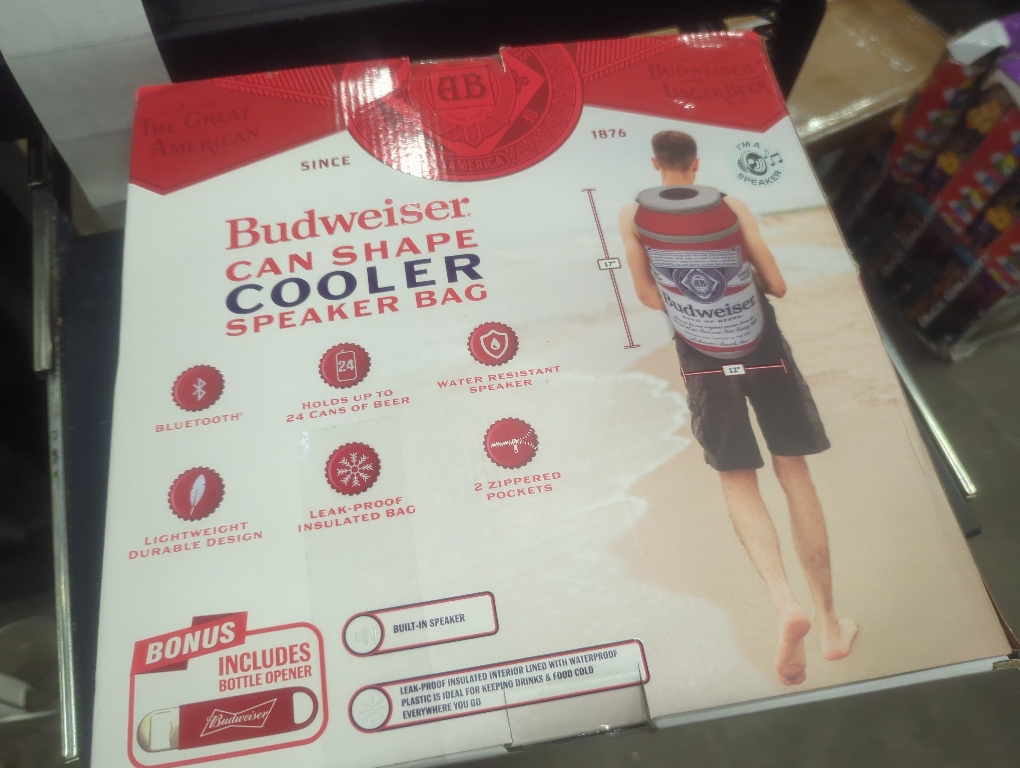 THE GREAT
AMERICAN
AB
AMERICA
BUDWEISER
LAGER BEER
SINCE
1876
I'M A
SPEAKER
Budweiser
CAN SHAPE
COOLER
SPEAKER BAG
17"
AB
Budweiser
12"
BLUETOOTH®
24
HOLDS UP TO
24 CANS OF BEER
WATER RESISTANT
SPEAKER
LIGHTWEIGHT
DURABLE DESIGN
LEAK-PROOF
INSULATED BAG
2 ZIPPERED
POCKETS
BONUS
INCLUDES
BOTTLE OPENER
Budweiser
BUILT-IN SPEAKER
LEAK-PROOF INSULATED INTERIOR LINED WITH WATERPROOF
PLASTIC IS IDEAL FOR KEEPING DRINKS & FOOD COLD
EVERYWHERE YOU GO